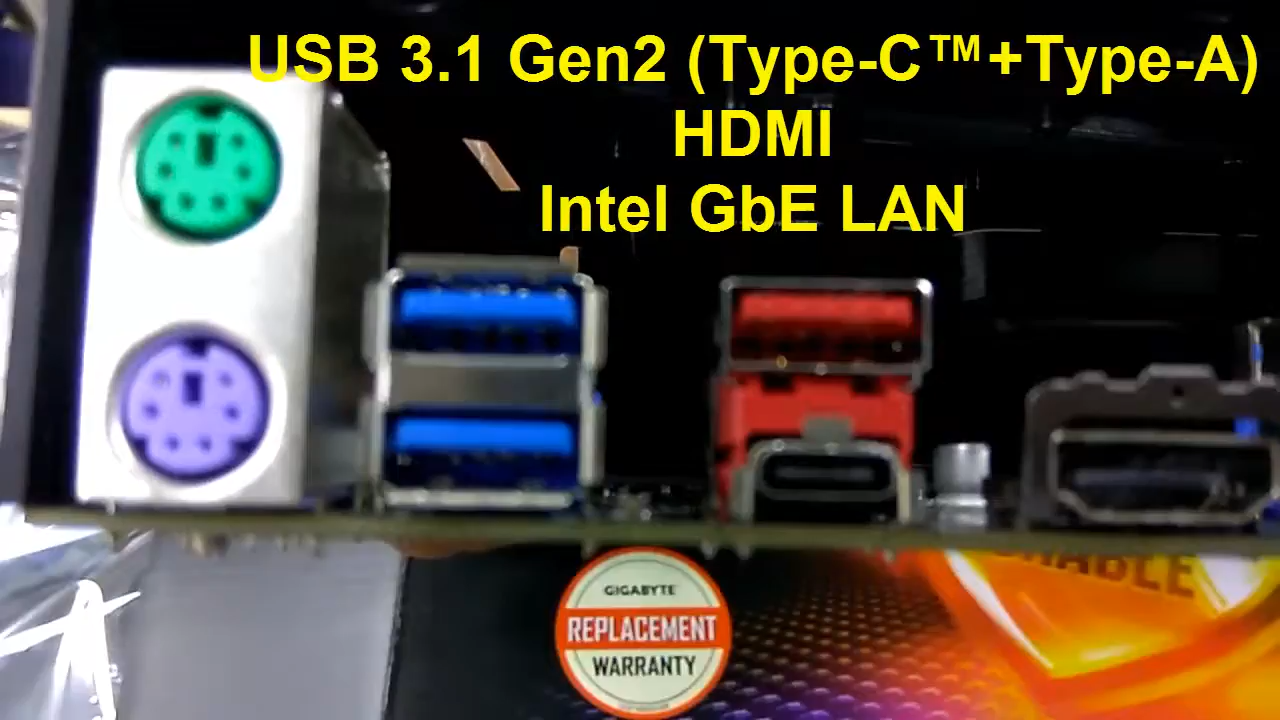 USB 3.1 Gen2 (Type-C™+Type-A)
HDMI
Intel GbE LAN
GIGABYTE
REPLACEMENT
WARRANTY